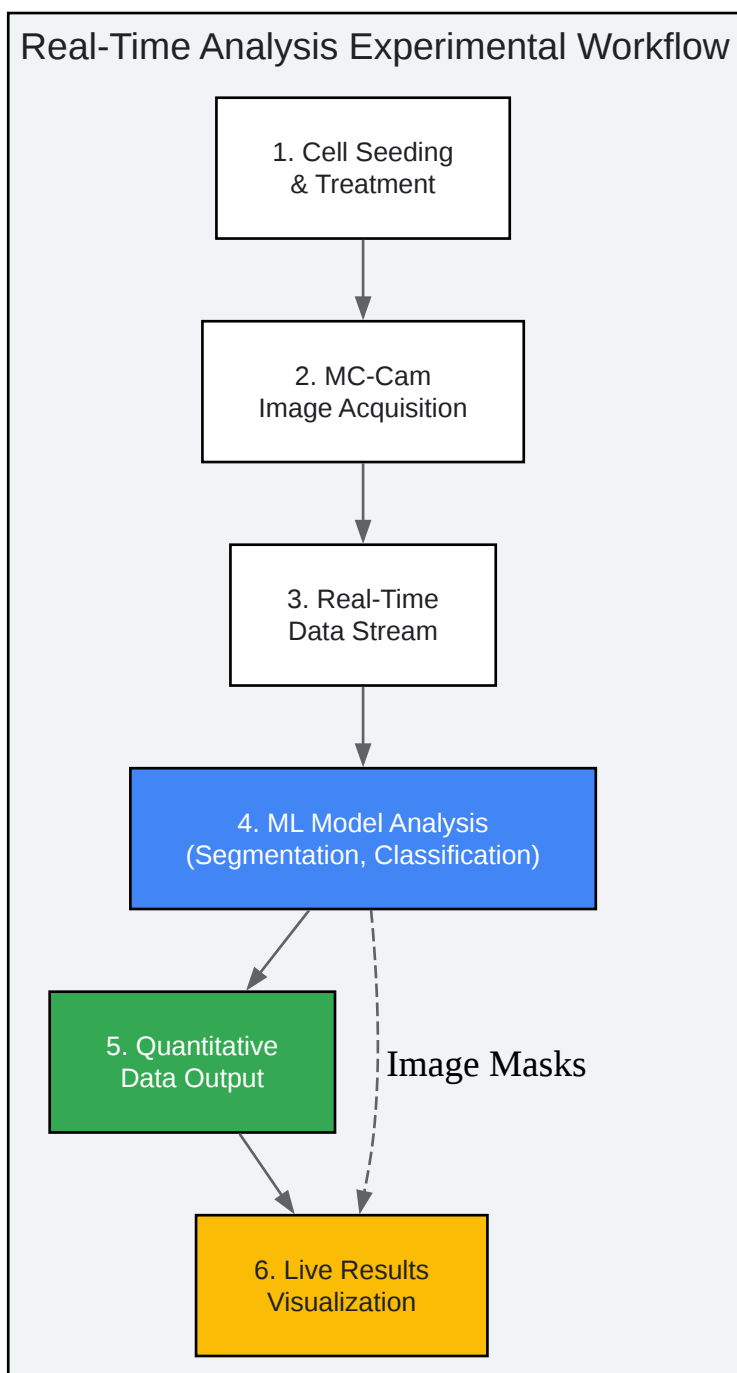 Real-Time Analysis Experimental Workflow
1. Cell Seeding
& Treatment
2. MC-Cam
Image Acquisition
3. Real-Time
Data Stream
4. ML Model Analysis
(Segmentation, Classification)
5. Quantitative
Data Output
Image Masks
6. Live Results
Visualization